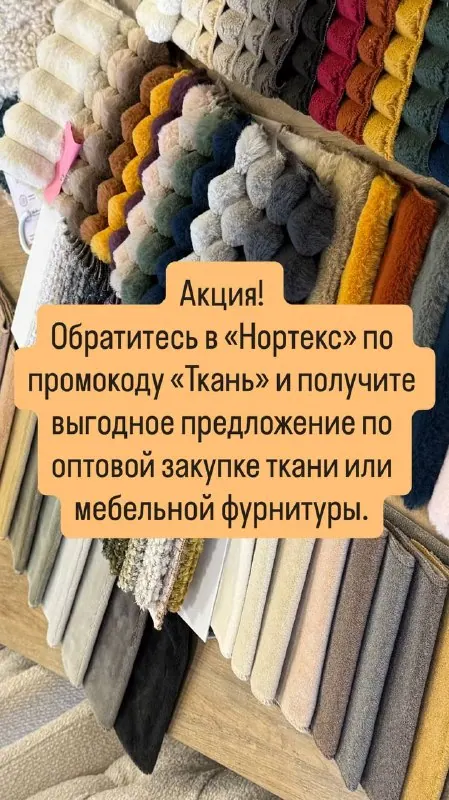 Акция!
Обратитесь в «Нортекс» по
промокоду «Ткань» и получите
выгодное предложение по
оптовой закупке ткани или
мебельной фурнитуры.